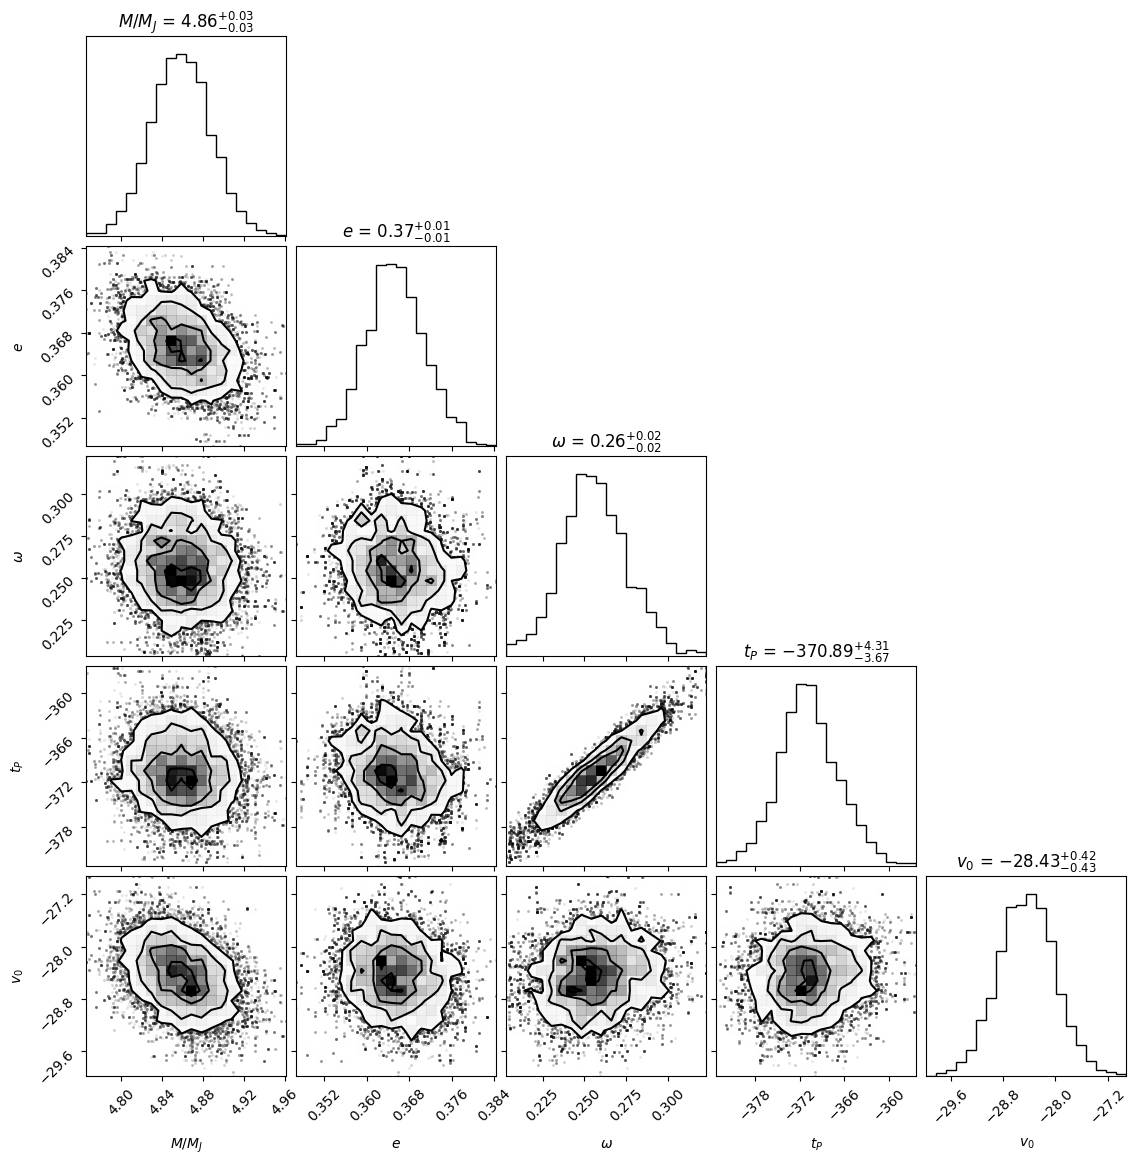 M/M_J = 4.86^{+0.03}_{-0.03}
e = 0.37^{+0.01}_{-0.01}
0.384
0.376
0.368
0.360
0.352
e
ω = 0.26^{+0.02}_{-0.02}
0.300
0.275
0.250
0.225
ω
t_P = −370.89^{+4.31}_{-3.67}
−360
−366
−372
−378
t_P
v_0 = −28.43^{+0.42}_{-0.43}
−27.2
−28.0
−28.8
−29.6
v_0
4.80 4.84 4.88 4.92 4.96 0.352 0.360 0.368 0.376 0.384 0.225 0.250 0.275 0.300 −378 −372 −366 −360 −29.6 −28.8 −28.0 −27.2
M/M_J e ω t_P v_0